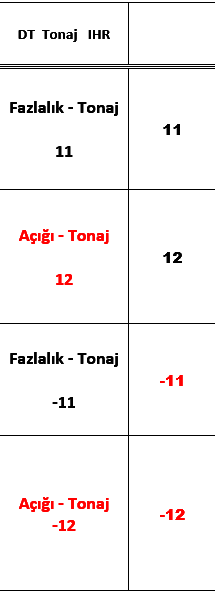 DT Tonaj IHR
Fazlalık - Tonaj
11
11
Açığı - Tonaj
12
12
Fazlalık - Tonaj
-11
-11
Açığı - Tonaj
-12
-12